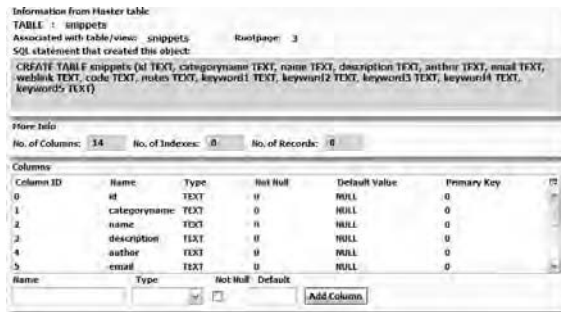 Information from Master table
TABLE : snippets
Associated with table/view: snippets Rootpage: 3
SQL statement that created this object:
CREATE TABLE snippets (id TEXT, categoryname TEXT, name TEXT, description TEXT, author TEXT, email TEXT,
weblink TEXT, code TEXT, notes TEXT, keyword1 TEXT, keyword2 TEXT, keyword3 TEXT, keyword4 TEXT,
keyword5 TEXT)
More Info
No. of Columns: 14 No. of Indexes: 0 No. of Records: 0
Columns
Column ID Name Type Not Null Default Value Primary Key
0 id TEXT 0 NULL 0
1 categoryname TEXT 0 NULL 0
2 name TEXT 0 NULL 0
3 description TEXT 0 NULL 0
4 author TEXT 0 NULL 0
5 email TEXT 0 NULL 0
Name Type Not Null Default
Add Column